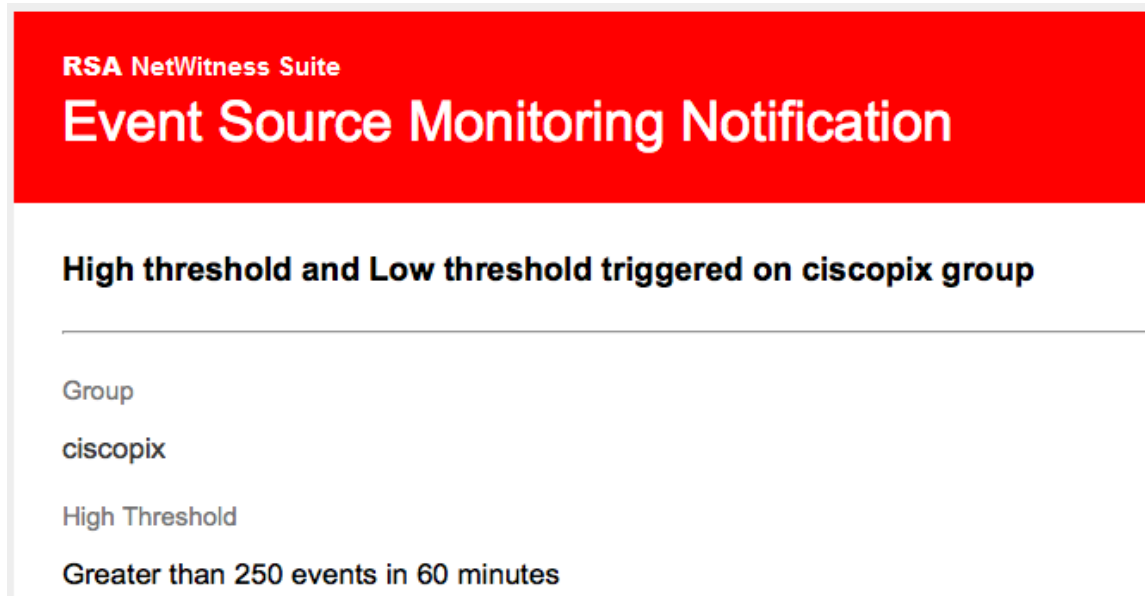 RSA NetWitness Suite
Event Source Monitoring Notification
High threshold and Low threshold triggered on ciscopix group
Group
ciscopix
High Threshold
Greater than 250 events in 60 minutes